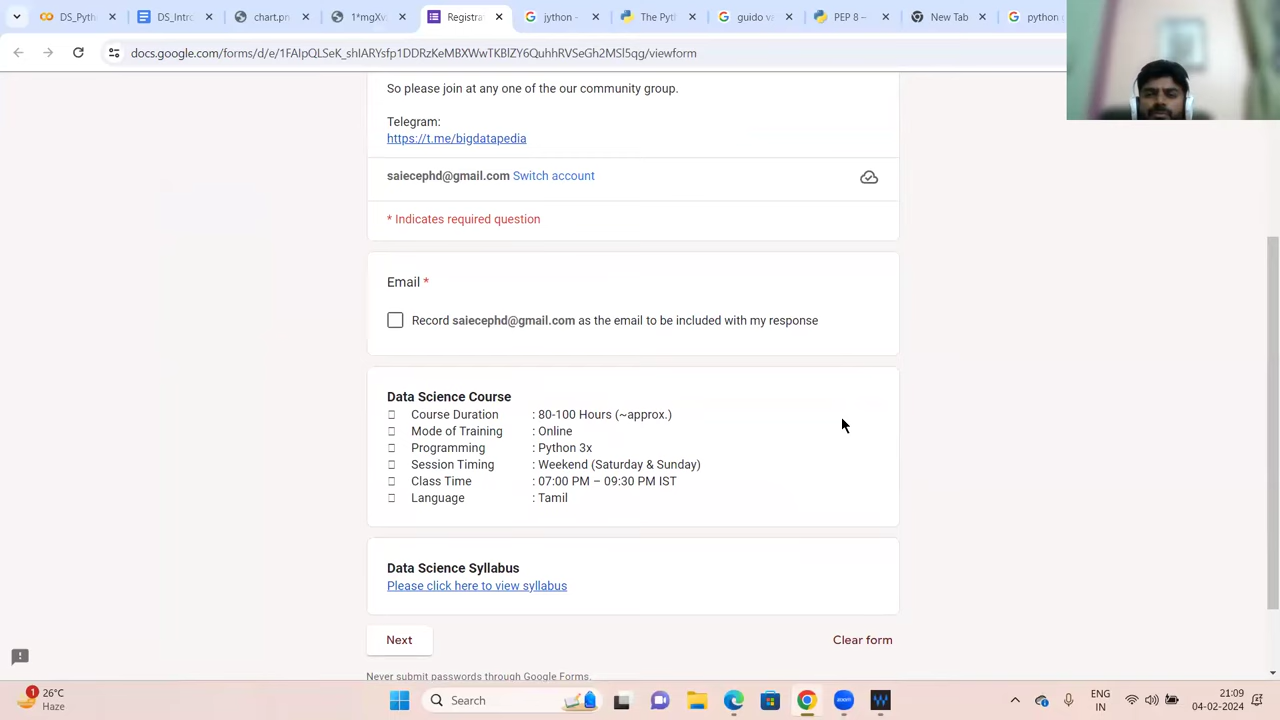 DS_Pyth
DS_Intro
chart.pn
1*mgXv
Registra
jython -
The Pyt
guido va
PEP 8 –
New Tab
python
docs.google.com/forms/d/e/1FAIpQLSeK_shIARYsfp1DDRzKeMBXWwTKBlZY6QuhhRVSeGh2MSl5qg/viewform
So please join at any one of the our community group.
Telegram:
https://t.me/bigdatapedia
saiecephd@gmail.com Switch account
* Indicates required question
Email *
Record saiecephd@gmail.com as the email to be included with my response
Data Science Course
Course Duration : 80-100 Hours (~approx.)
Mode of Training : Online
Programming : Python 3x
Session Timing : Weekend (Saturday & Sunday)
Class Time : 07:00 PM – 09:30 PM IST
Language : Tamil
Data Science Syllabus
Please click here to view syllabus
Next
Clear form
Never submit passwords through Google Forms.
1
26°C
Haze
Search
zoom
ENG
IN
21:09
04-02-2024